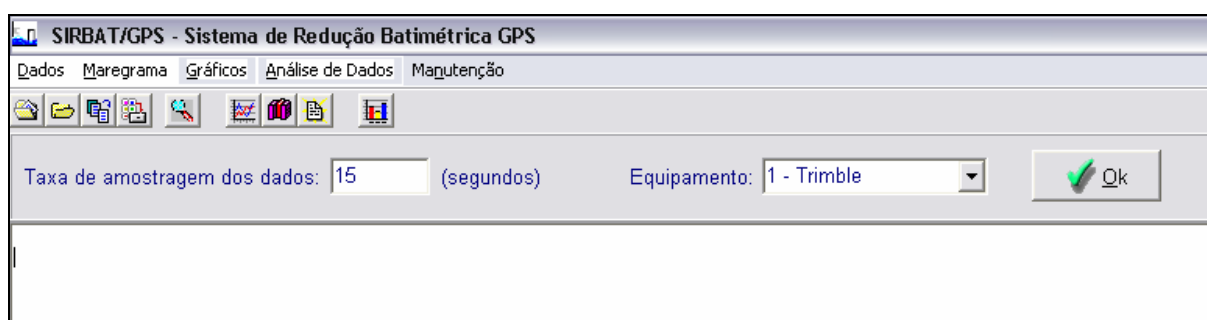 SIRBAT/GPS - Sistema de Redução Batimétrica GPS
Dados Maregrama Gráficos Análise de Dados Manutenção
Taxa de amostragem dos dados: 15 (segundos) Equipamento: 1 - Trimble Ok